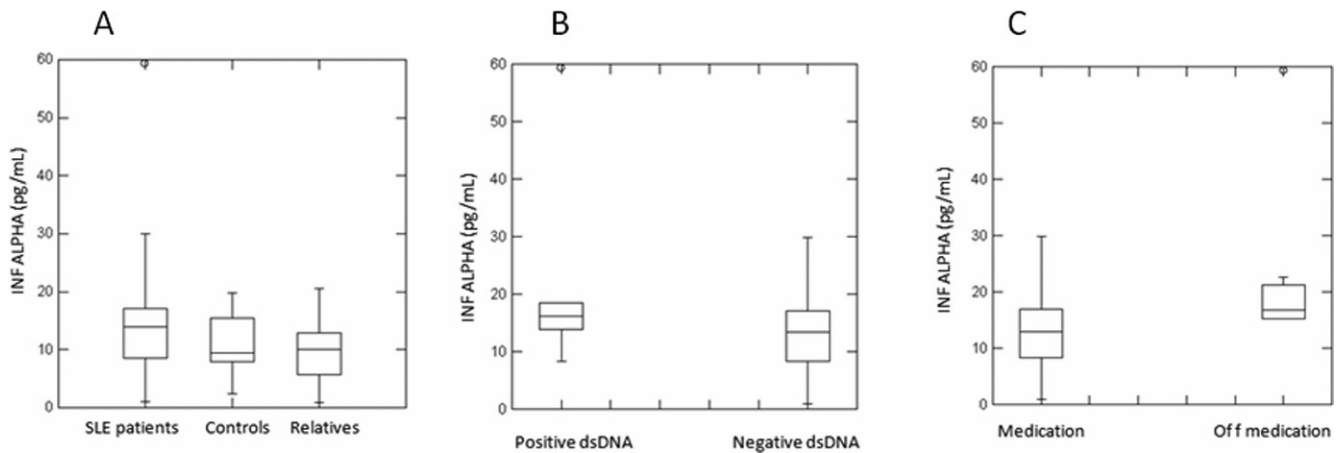 A
INF ALPHA (pg/mL)
60
50
40
30
20
10
0
SLE patients Controls Relatives
B
INF ALPHA (pg/mL)
60
50
40
30
20
10
0
Positive dsDNA Negative dsDNA
C
INF ALPHA (pg/mL)
60
50
40
30
20
10
0
Medication Off medication